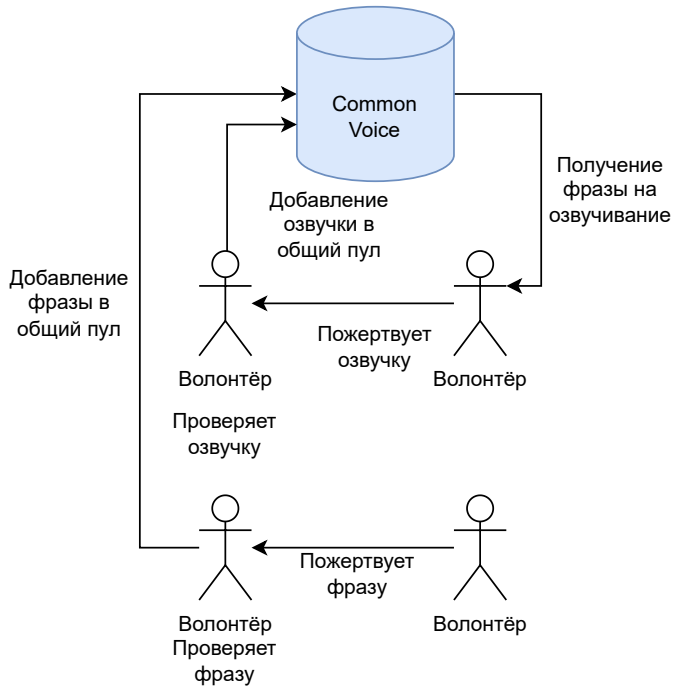 Common
Voice
Получение
фразы на
озвучивание
Добавление
озвучки в
общий пул
Добавление
фразы в
общий пул
Пожертвует
озвучку
Волонтёр
Волонтёр
Проверяет
озвучку
Пожертвует
фразу
Волонтёр
Проверяет
фразу
Волонтёр